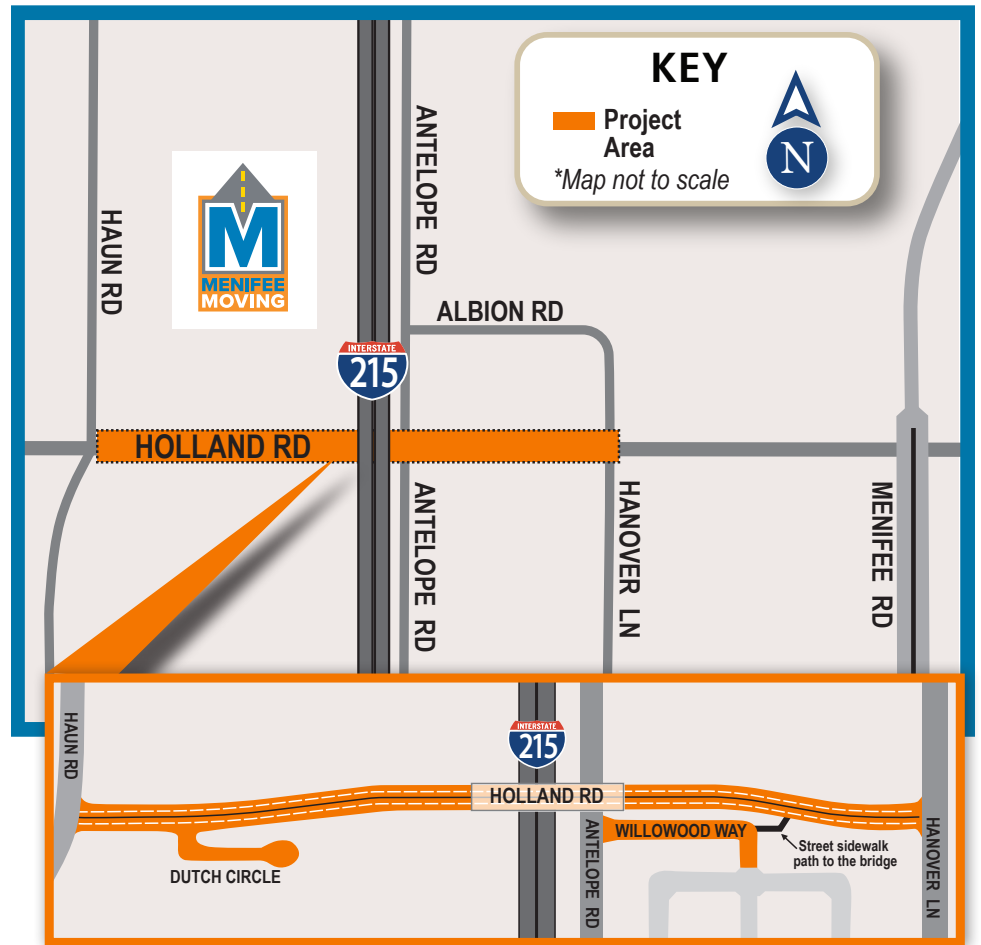 KEY
Project
Area
*Map not to scale
N
ANTELOPE RD
HAUN RD
M
MENIFEE
MOVING
ALBION RD
INTERSTATE
215
HOLLAND RD
ANTELOPE RD
HANOVER LN
MENIFEE RD
HAUN RD
INTERSTATE
215
HOLLAND RD
ANTELOPE RD
WILLOWOOD WAY
Street sidewalk
path to the bridge
HANOVER LN
DUTCH CIRCLE